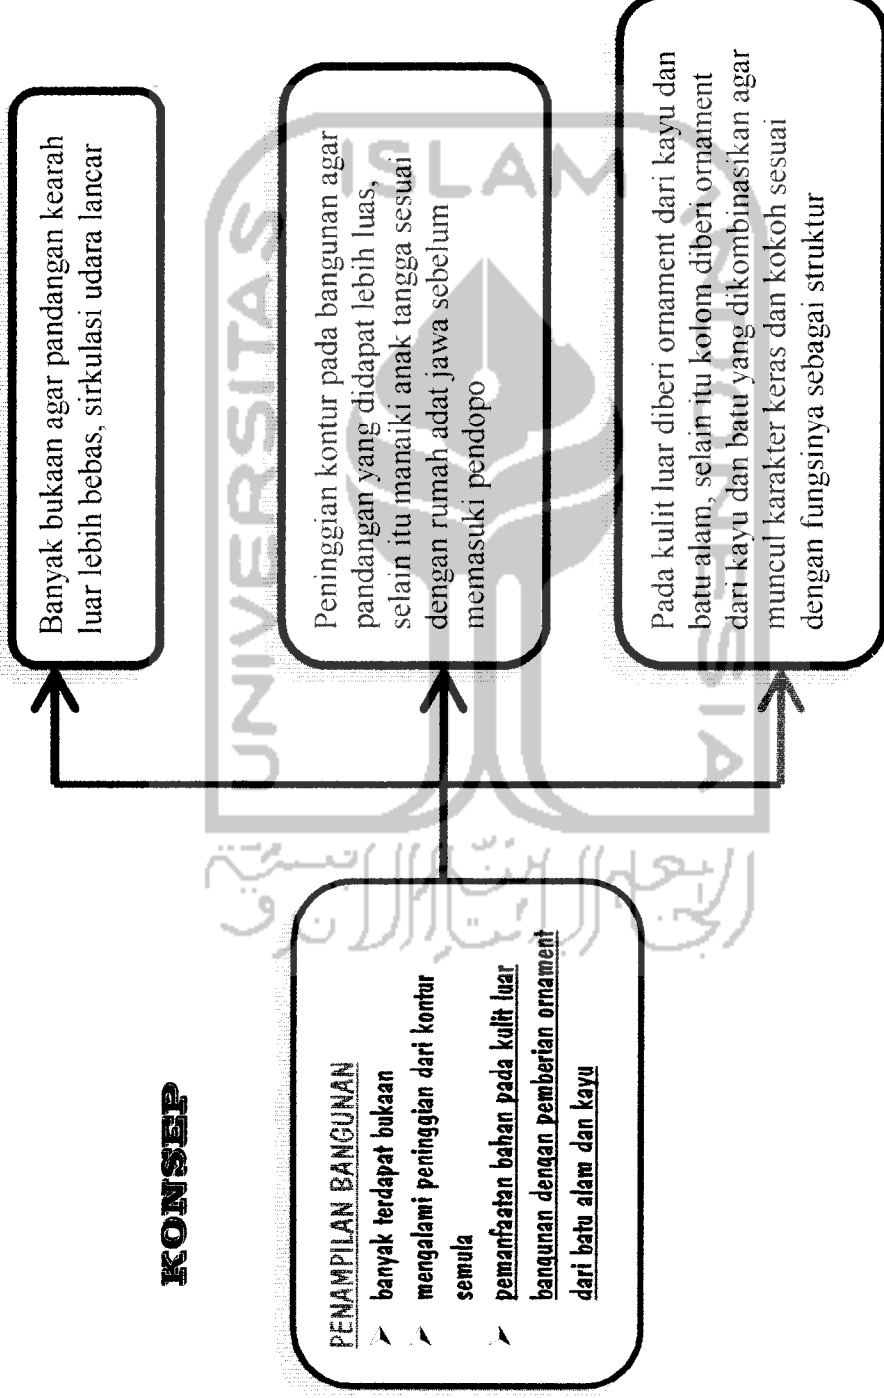 KONSEP
PENAMPILAN BANGUNAN
➢ banyak terdapat bukaan
➢ mengalami peninggian dari kontur
semula
➢ pemanfaatan bahan pada kulit luar
bangunan dengan pemberian ornament
dari batu alam dan kayu
Banyak bukaan agar pandangan kearah
luar lebih bebas, sirkulasi udara lancar
Peninggian kontur pada bangunan agar
pandangan yang didapat lebih luas,
selain itu manaiki anak tangga sesuai
dengan rumah adat jawa sebelum
memasuki pendopo
Pada kulit luar diberi ornament dari kayu dan
batu alam, selain itu kolom diberi ornament
dari kayu dan batu yang dikombinasikan agar
muncul karakter keras dan kokoh sesuai
dengan fungsinya sebagai struktur
UNIVERSITAS
ISLAM
INDONESIA